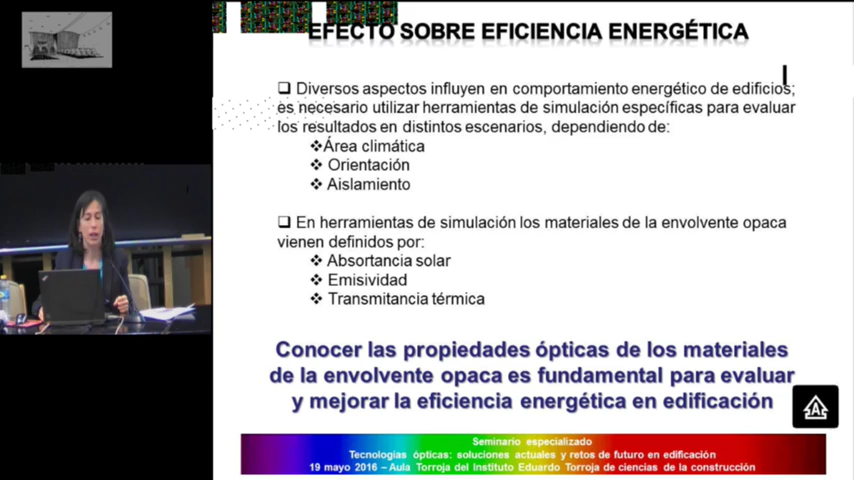 EFECTO SOBRE EFICIENCIA ENERGÉTICA
Diversos aspectos influyen en comportamiento energético de edificios;
es necesario utilizar herramientas de simulación específicas para evaluar
los resultados en distintos escenarios, dependiendo de:
Área climática
Orientación
Aislamiento
En herramientas de simulación los materiales de la envolvente opaca
vienen definidos por:
Absortancia solar
Emisividad
Transmitancia térmica
Conocer las propiedades ópticas de los materiales
de la envolvente opaca es fundamental para evaluar
y mejorar la eficiencia energética en edificación
Seminario especializado
Tecnologías ópticas: soluciones actuales y retos de futuro en edificación
19 mayo 2016 – Aula Torroja del Instituto Eduardo Torroja de ciencias de la construcción